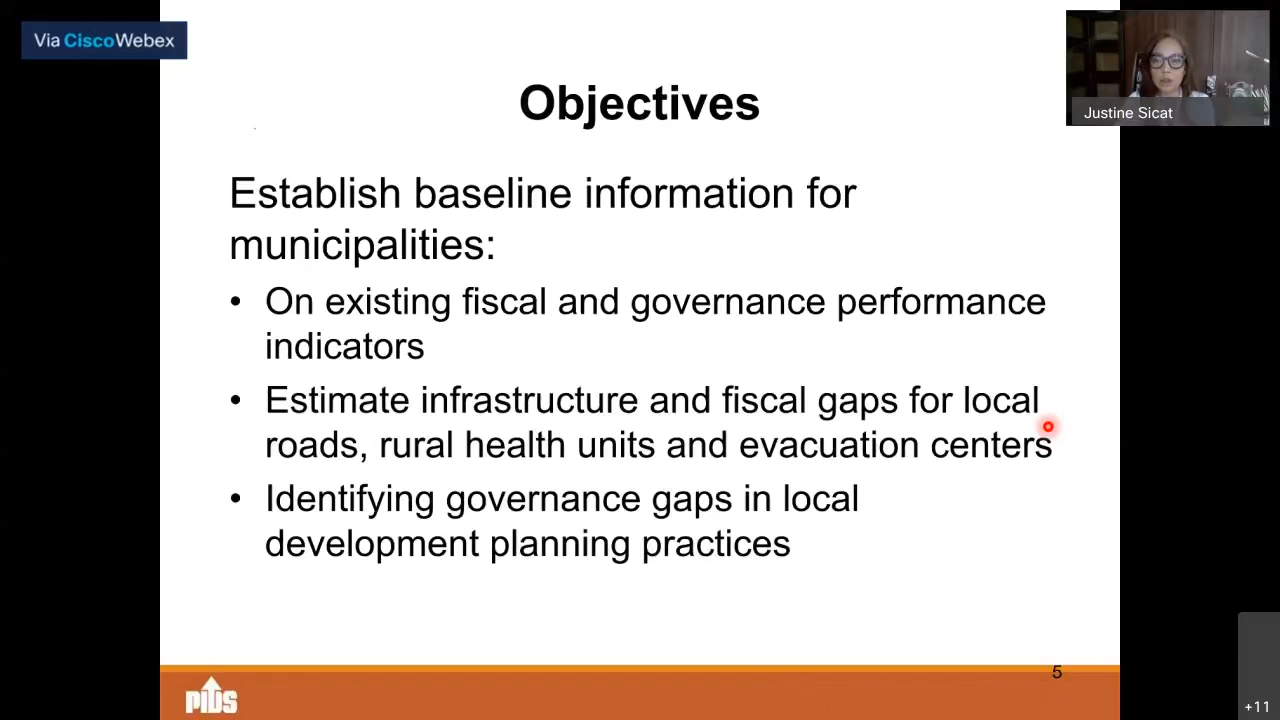 Via CiscoWebex
Justine Sicat
Objectives
Establish baseline information for
municipalities:
• On existing fiscal and governance performance
indicators
• Estimate infrastructure and fiscal gaps for local
roads, rural health units and evacuation centers
• Identifying governance gaps in local
development planning practices
5
PIDS
+11